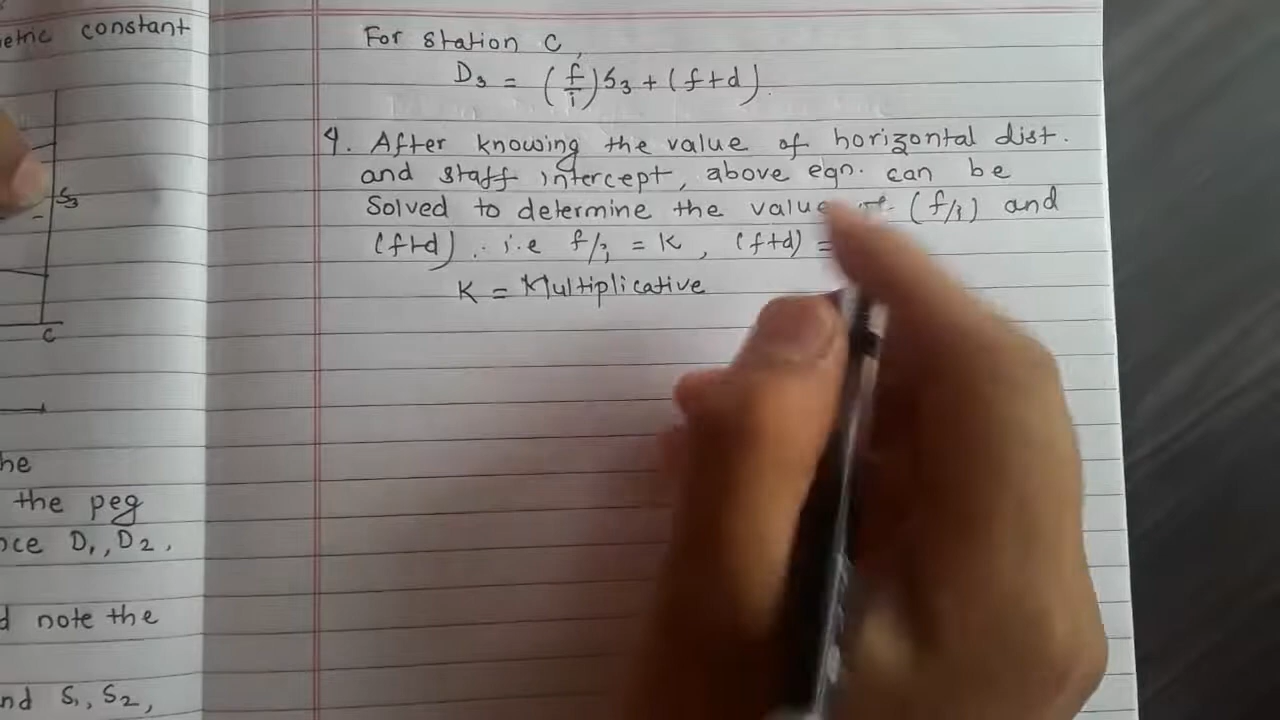 etric constant
S3
C
he
the peg
nce D1, D2,
d note the
nd S1, S2,
For station C,
D3 = (f/i) S3 + (f+d).
4. After knowing the value of horizontal dist.
and staff intercept, above eqn. can be
Solved to determine the value of (f/i) and
(f+d). i.e f/i = K, (f+d) =
K = Multiplicative